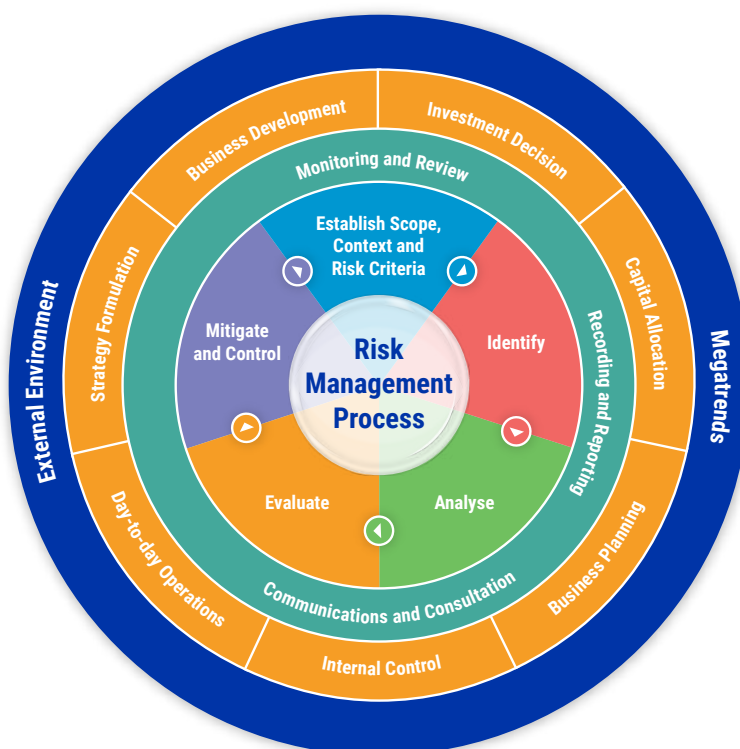 Risk
Management
Process
Establish Scope,
Context and
Risk Criteria
Identify
Analyse
Evaluate
Mitigate
and Control
Monitoring and Review
Recording and Reporting
Communications and Consultation
Business Development
Investment Decision
Capital Allocation
Business Planning
Internal Control
Day-to-day Operations
Strategy Formulation
External Environment
Megatrends